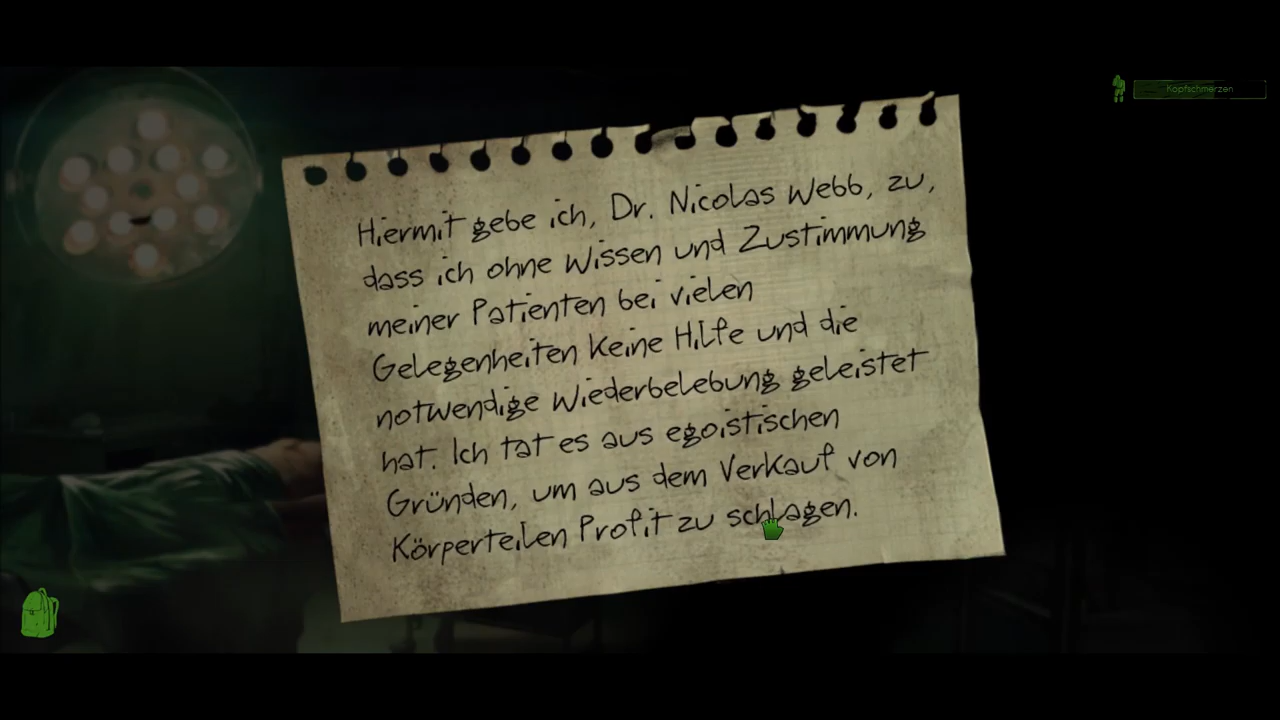 Kopfschmerzen
Hiermit gebe ich, Dr. Nicolas Webb, zu,
dass ich ohne Wissen und Zustimmung
meiner Patienten bei vielen
Gelegenheiten keine Hilfe und die
notwendige Wiederbelebung geleistet
hat. Ich tat es aus egoistischen
Gründen, um aus dem Verkauf von
Körperteilen Profit zu schlagen.